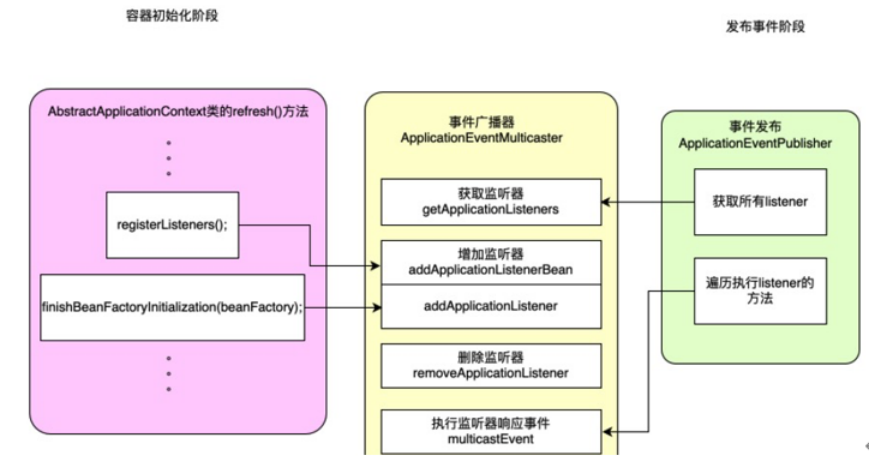 容器初始化阶段
发布事件阶段
AbstractApplicationContext类的refresh()方法
registerListeners();
finishBeanFactoryInitialization(beanFactory);
事件广播器
ApplicationEventMulticaster
获取监听器
getApplicationListeners
增加监听器
addApplicationListenerBean
addApplicationListener
删除监听器
removeApplicationListener
执行监听器响应事件
multicastEvent
事件发布
ApplicationEventPublisher
获取所有listener
遍历执行listener的
方法